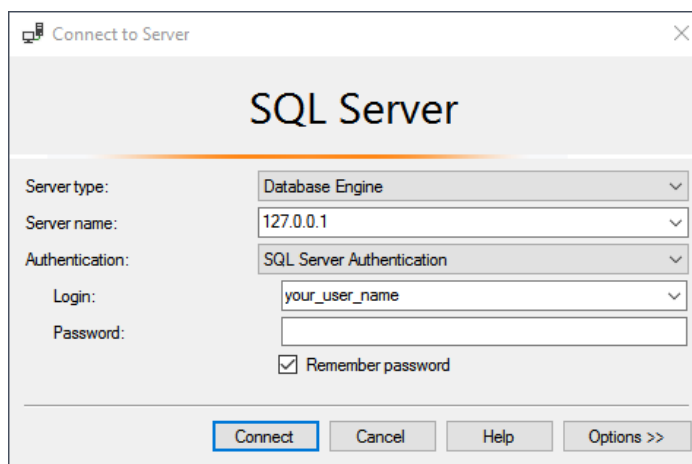 Connect to Server
SQL Server
Server type: Database Engine
Server name: 127.0.0.1
Authentication: SQL Server Authentication
Login: your_user_name
Password:
Remember password
Connect Cancel Help Options >>